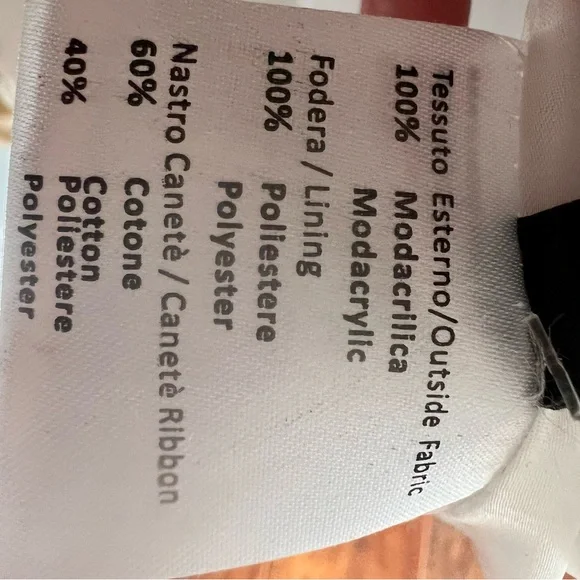 Tessuto Esterno/Outside Fabric
100% Modacrilica
Modacrylic
Fodera / Lining
100% Poliestere
Polyester
Nastro Canetè / Canetè Ribbon
60% Cotone
Cotton
40% Poliestere
Polyester